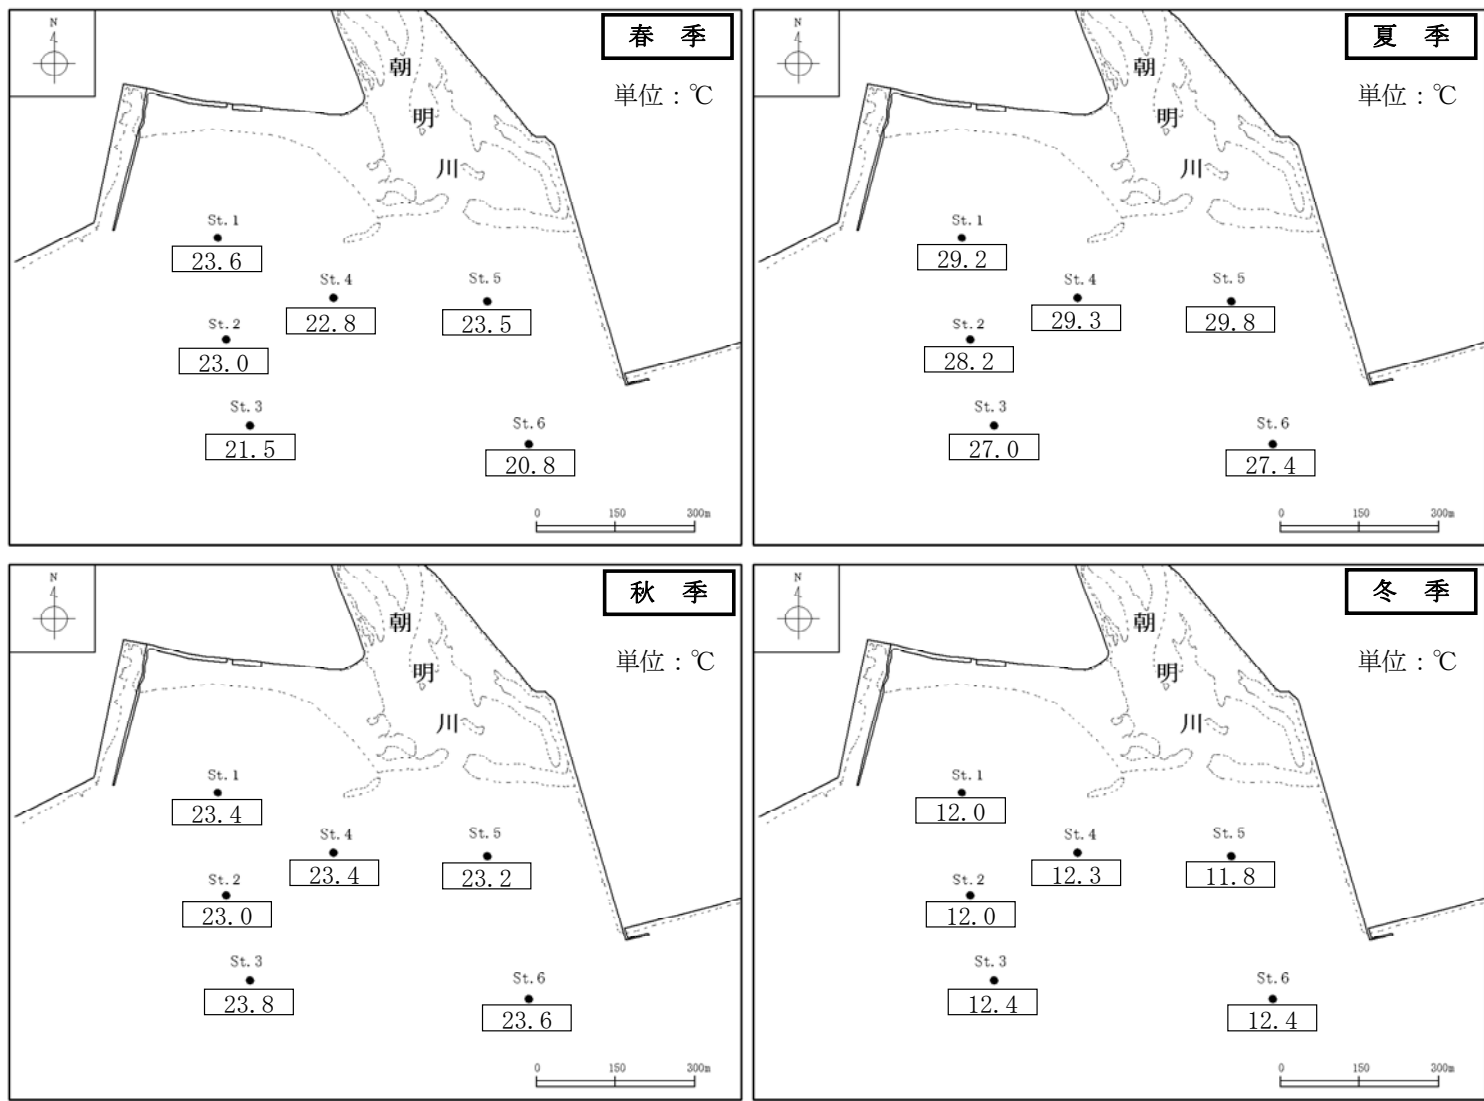 N
春 季
単位：℃
朝
明
川
St.1
23.6
St.4
22.8
St.5
23.5
St.2
23.0
St.3
21.5
St.6
20.8
0 150 300m
N
夏 季
単位：℃
朝
明
川
St.1
29.2
St.4
29.3
St.5
29.8
St.2
28.2
St.3
27.0
St.6
27.4
0 150 300m
N
秋 季
単位：℃
朝
明
川
St.1
23.4
St.4
23.4
St.5
23.2
St.2
23.0
St.3
23.8
St.6
23.6
0 150 300m
N
冬 季
単位：℃
朝
明
川
St.1
12.0
St.4
12.3
St.5
11.8
St.2
12.0
St.3
12.4
St.6
12.4
0 150 300m